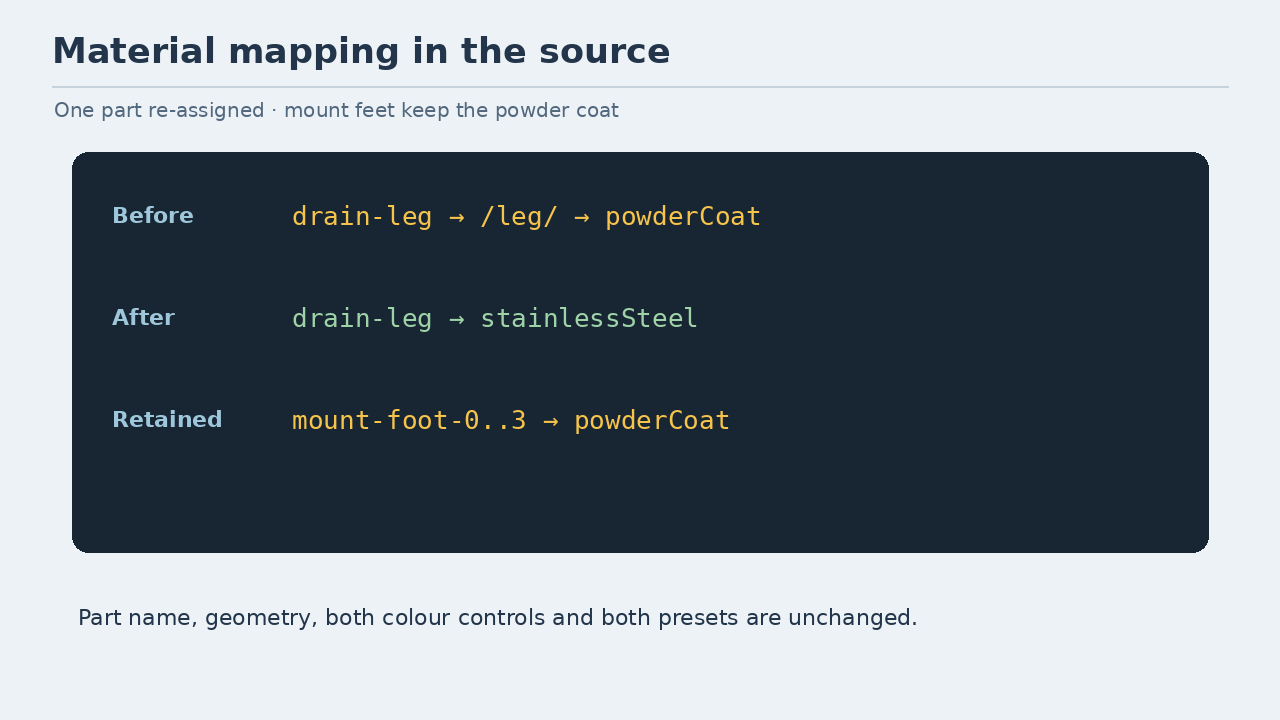 Material mapping in the source
One part re-assigned · mount feet keep the powder coat
Before drain-leg → /leg/ → powderCoat
After drain-leg → stainlessSteel
Retained mount-foot-0..3 → powderCoat
Part name, geometry, both colour controls and both presets are unchanged.